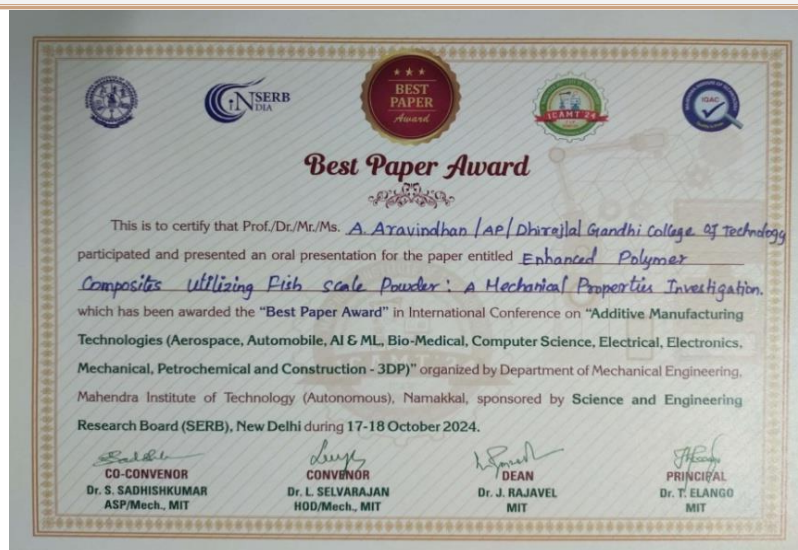 SERB
INDIA
★ ★ ★
BEST
PAPER
Award
ICAMT'24
IQAC
Best Paper Award
This is to certify that Prof./Dr./Mr./Ms. A. Aravindhan /AP/ Dhirajlal Gandhi College of Technology
participated and presented an oral presentation for the paper entitled Enhanced Polymer
Composites Utilizing Fish scale Powder : A Mechanical Properties Investigation.
which has been awarded the "Best Paper Award" in International Conference on "Additive Manufacturing
Technologies (Aerospace, Automobile, AI & ML, Bio-Medical, Computer Science, Electrical, Electronics,
Mechanical, Petrochemical and Construction - 3DP)" organized by Department of Mechanical Engineering,
Mahendra Institute of Technology (Autonomous), Namakkal, sponsored by Science and Engineering
Research Board (SERB), New Delhi during 17-18 October 2024.
CO-CONVENOR
Dr. S. SADHISHKUMAR
ASP/Mech., MIT
CONVENOR
Dr. L. SELVARAJAN
HOD/Mech., MIT
DEAN
Dr. J. RAJAVEL
MIT
PRINCIPAL
Dr. T. ELANGO
MIT